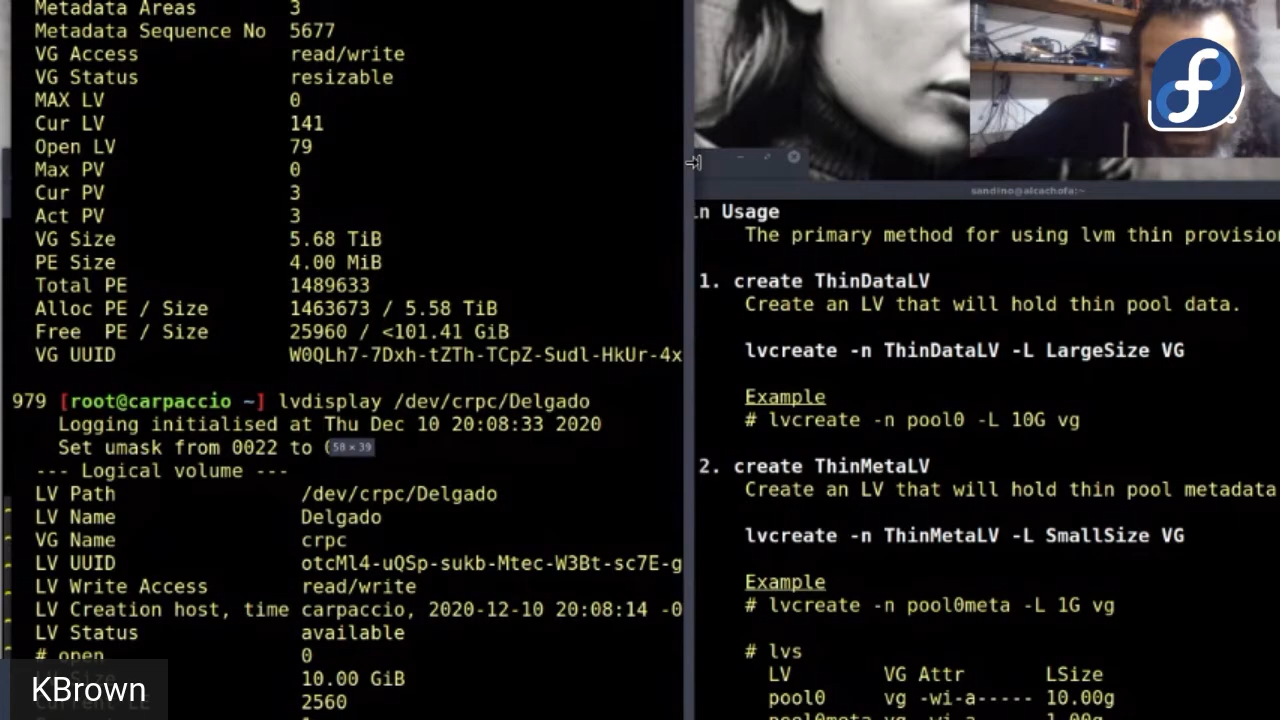 Metadata Areas 3
Metadata Sequence No 5677
VG Access read/write
VG Status resizable
MAX LV 0
Cur LV 141
Open LV 79
Max PV 0
Cur PV 3
Act PV 3
VG Size 5.68 TiB
PE Size 4.00 MiB
Total PE 1489633
Alloc PE / Size 1463673 / 5.58 TiB
Free PE / Size 25960 / <101.41 GiB
VG UUID W0QLh7-7Dxh-tZTh-TCpZ-Sudl-HkUr-4x
979 [root@carpaccio ~] lvdisplay /dev/crpc/Delgado
Logging initialised at Thu Dec 10 20:08:33 2020
Set umask from 0022 to
58 × 39
--- Logical volume ---
LV Path /dev/crpc/Delgado
LV Name Delgado
VG Name crpc
LV UUID otcMl4-uQSp-sukb-Mtec-W3Bt-sc7E-g
LV Write Access read/write
LV Creation host, time carpaccio, 2020-12-10 20:08:14 -0
LV Status available
# open 0
Size 10.00 GiB
2560
KBrown
sandino@alcachofa:~
in Usage
The primary method for using lvm thin provisio
1. create ThinDataLV
Create an LV that will hold thin pool data.
lvcreate -n ThinDataLV -L LargeSize VG
Example
# lvcreate -n pool0 -L 10G vg
2. create ThinMetaLV
Create an LV that will hold thin pool metadata
lvcreate -n ThinMetaLV -L SmallSize VG
Example
# lvcreate -n pool0meta -L 1G vg
# lvs
LV VG Attr LSize
pool0 vg -wi-a----- 10.00g
pool0meta vg -wi-a 1.00g